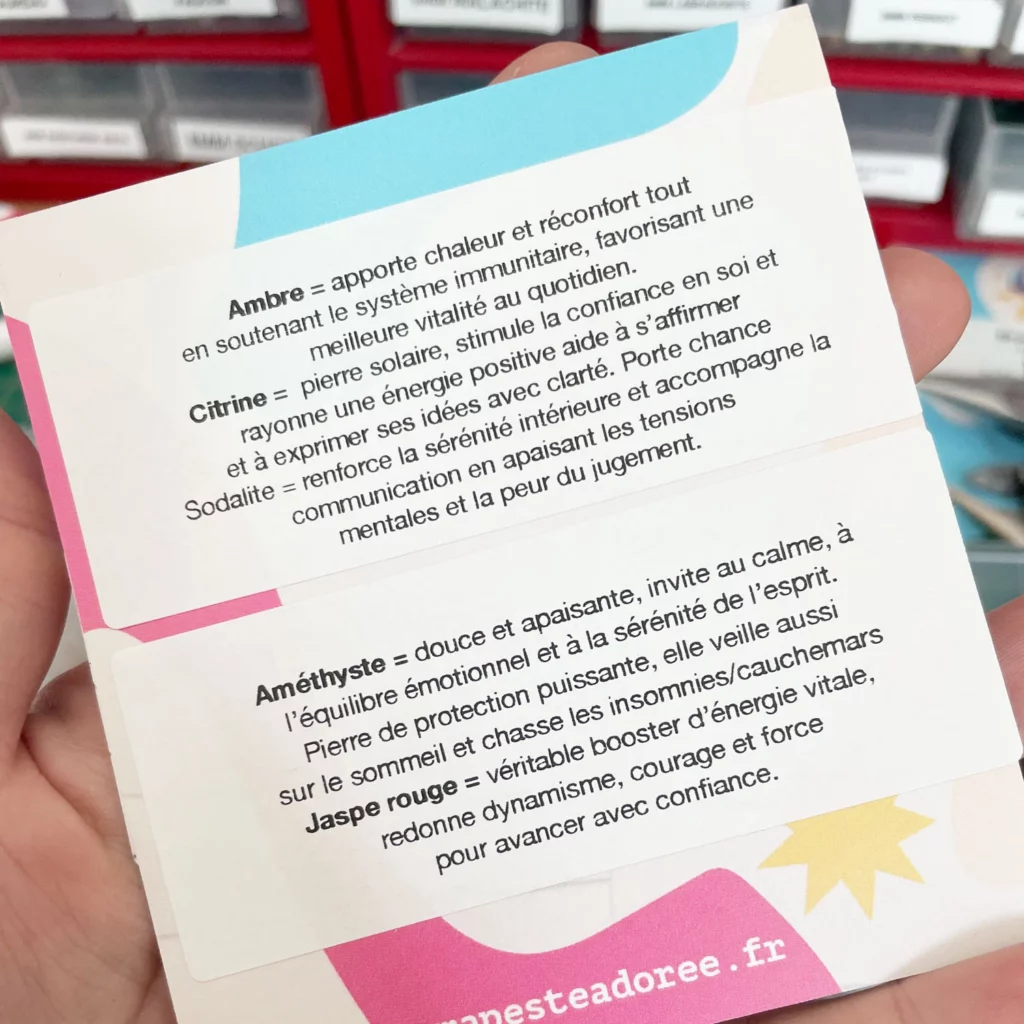 Ambre = apporte chaleur et réconfort tout
en soutenant le système immunitaire, favorisant une
meilleure vitalité au quotidien.
Citrine = pierre solaire, stimule la confiance en soi et
rayonne une énergie positive aide à s'affirmer
et à exprimer ses idées avec clarté. Porte chance
Sodalite = renforce la sérénité intérieure et accompagne la
communication en apaisant les tensions
mentales et la peur du jugement.
Améthyste = douce et apaisante, invite au calme, à
l'équilibre émotionnel et à la sérénité de l'esprit.
Pierre de protection puissante, elle veille aussi
sur le sommeil et chasse les insomnies/cauchemars
Jaspe rouge = véritable booster d'énergie vitale,
redonne dynamisme, courage et force
pour avancer avec confiance.
apesteadoree.fr